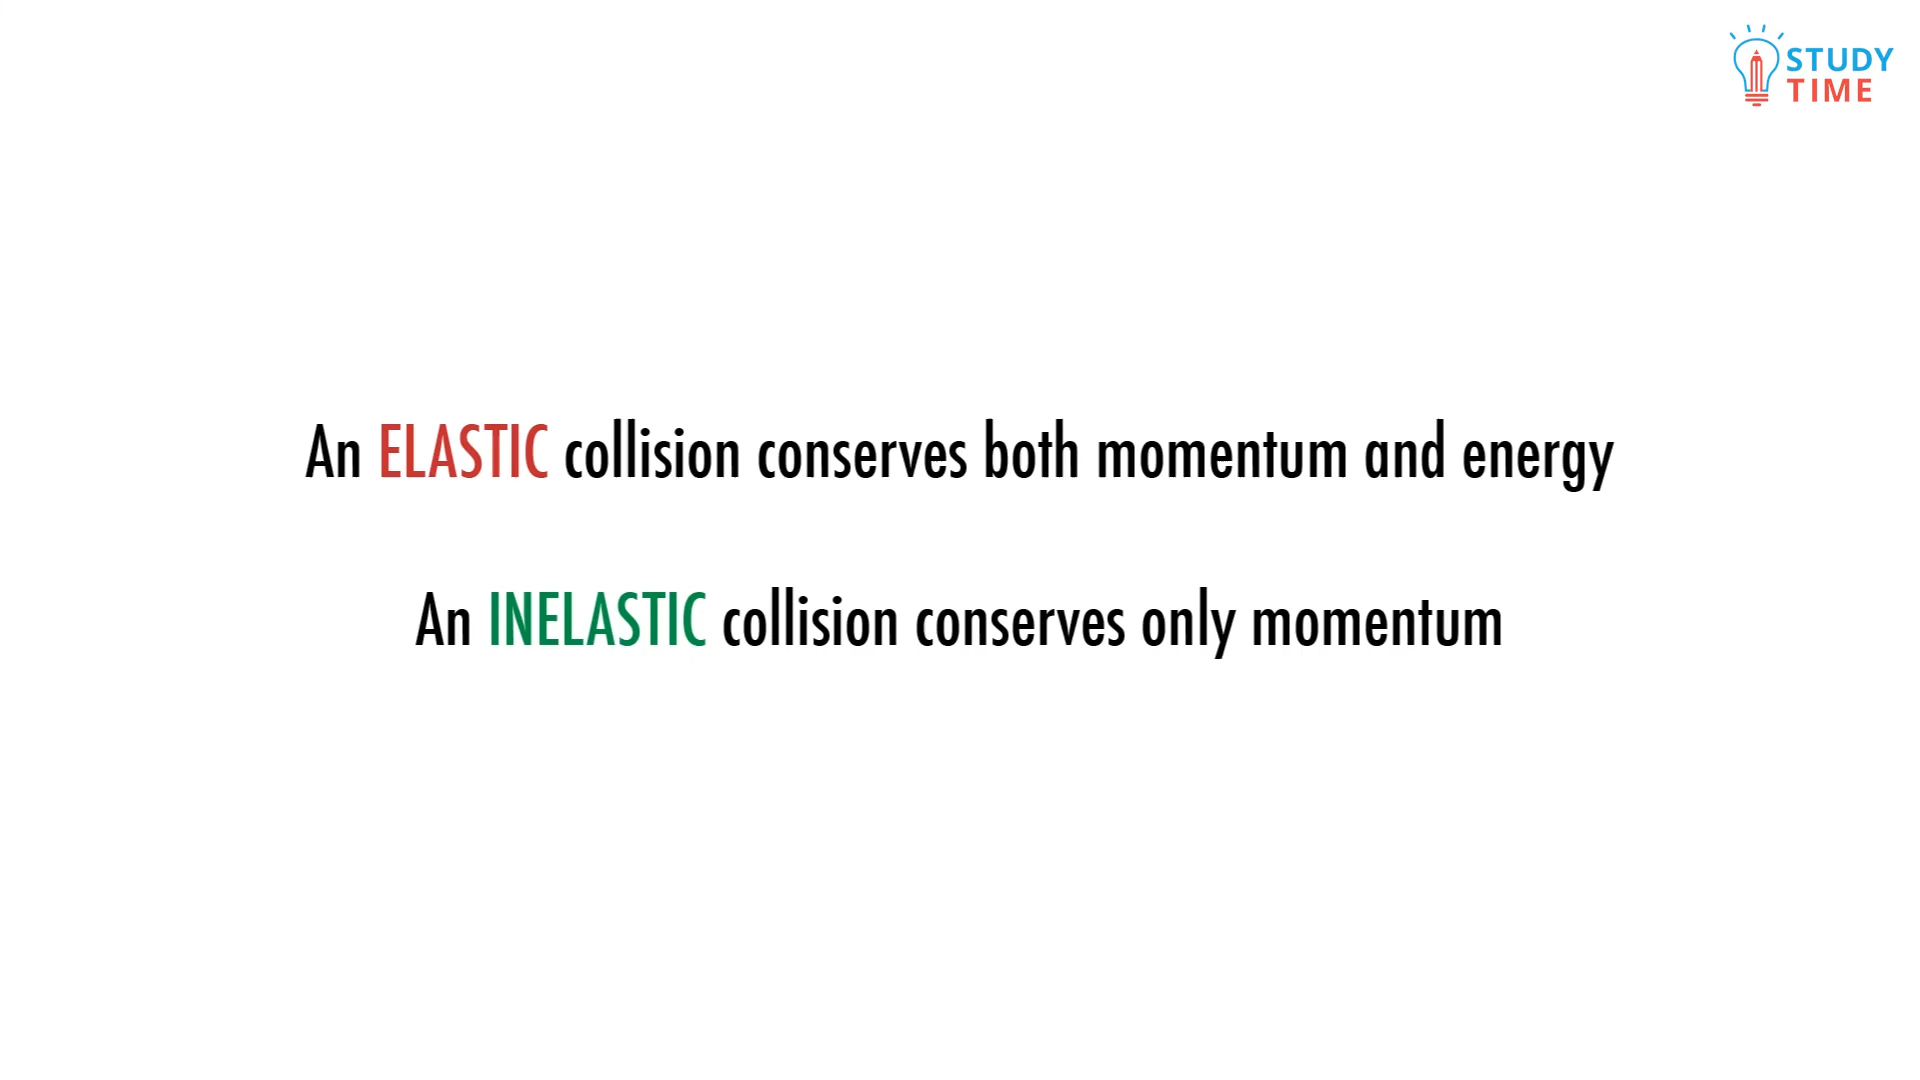 STUDY
TIME
An ELASTIC collision conserves both momentum and energy
An INELASTIC collision conserves only momentum